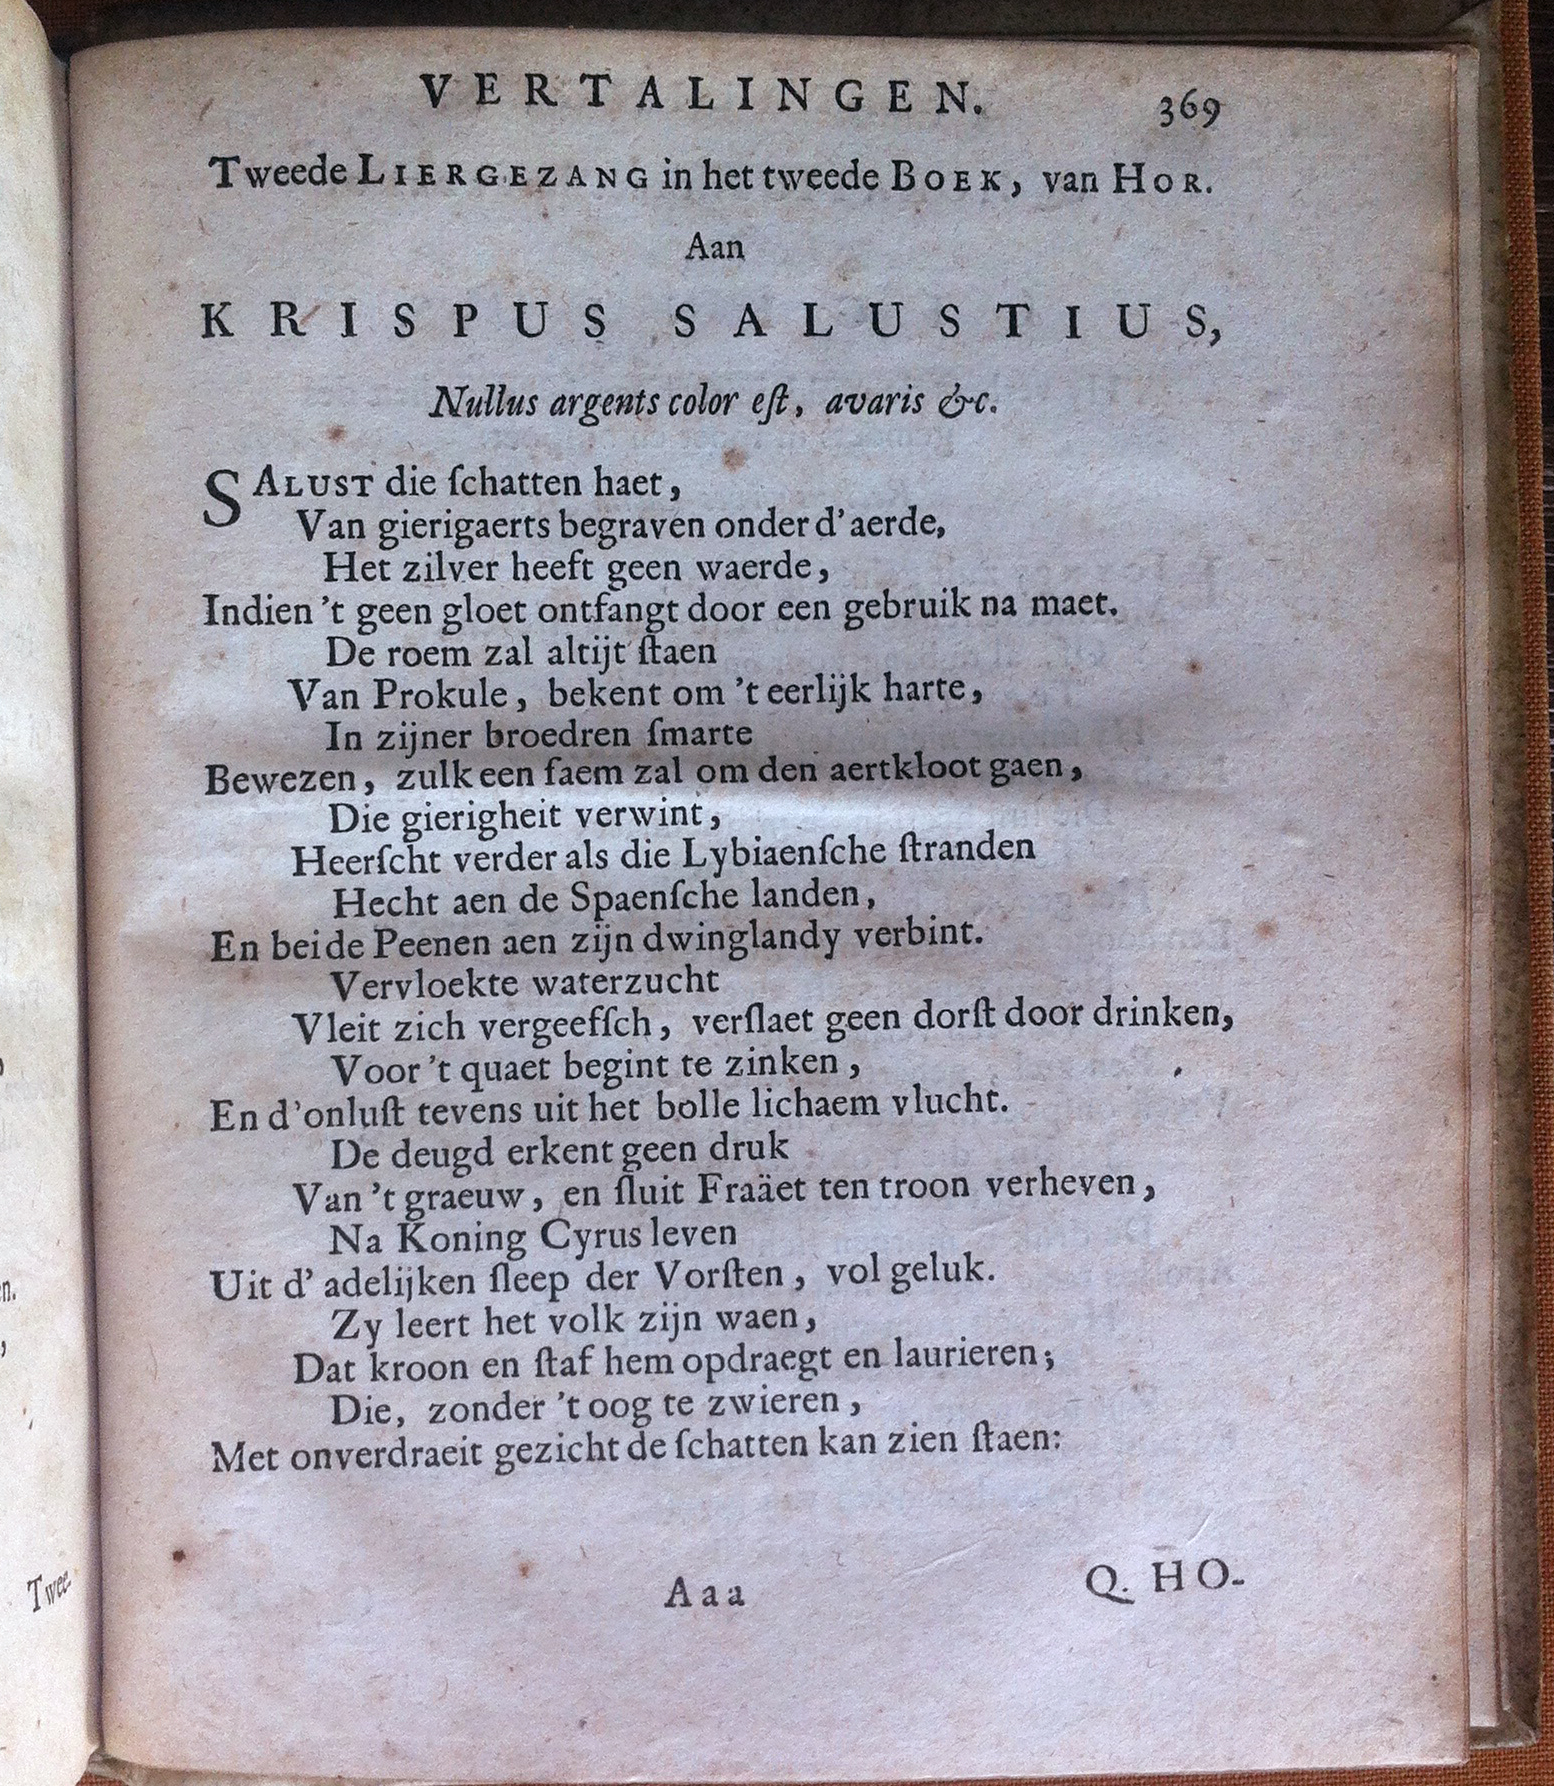 VERTALINGEN. 369
Tweede LIERGEZANG in het tweede BOEK, van HOR.
Aan
KRISPUS SALUSTIUS,
Nullus argents color eſt, avaris &c.
SALUST die ſchatten haet,
Van gierigaerts begraven onder d'aerde,
Het zilver heeft geen waerde,
Indien 't geen gloet ontfangt door een gebruik na maet.
De roem zal altijt ſtaen
Van Prokule, bekent om 't eerlijk harte,
In zijner broedren ſmarte
Bewezen, zulk een faem zal om den aertkloot gaen,
Die gierigheit verwint,
Heerſcht verder als die Lybiaenſche ſtranden
Hecht aen de Spaenſche landen,
En beide Peenen aen zijn dwinglandy verbint.
Vervloekte waterzucht
Vleit zich vergeefſch, verſlaet geen dorſt door drinken,
Voor 't quaet begint te zinken,
En d'onluſt tevens uit het bolle lichaem vlucht.
De deugd erkent geen druk
Van 't graeuw, en ſluit Fraäet ten troon verheven,
Na Koning Cyrus leven
Uit d' adelijken ſleep der Vorſten, vol geluk.
Zy leert het volk zijn waen,
Dat kroon en ſtaf hem opdraegt en laurieren;
Die, zonder 't oog te zwieren,
Met onverdraeit gezicht de ſchatten kan zien ſtaen:
Aaa Q. HO-
n.
,
Twee-